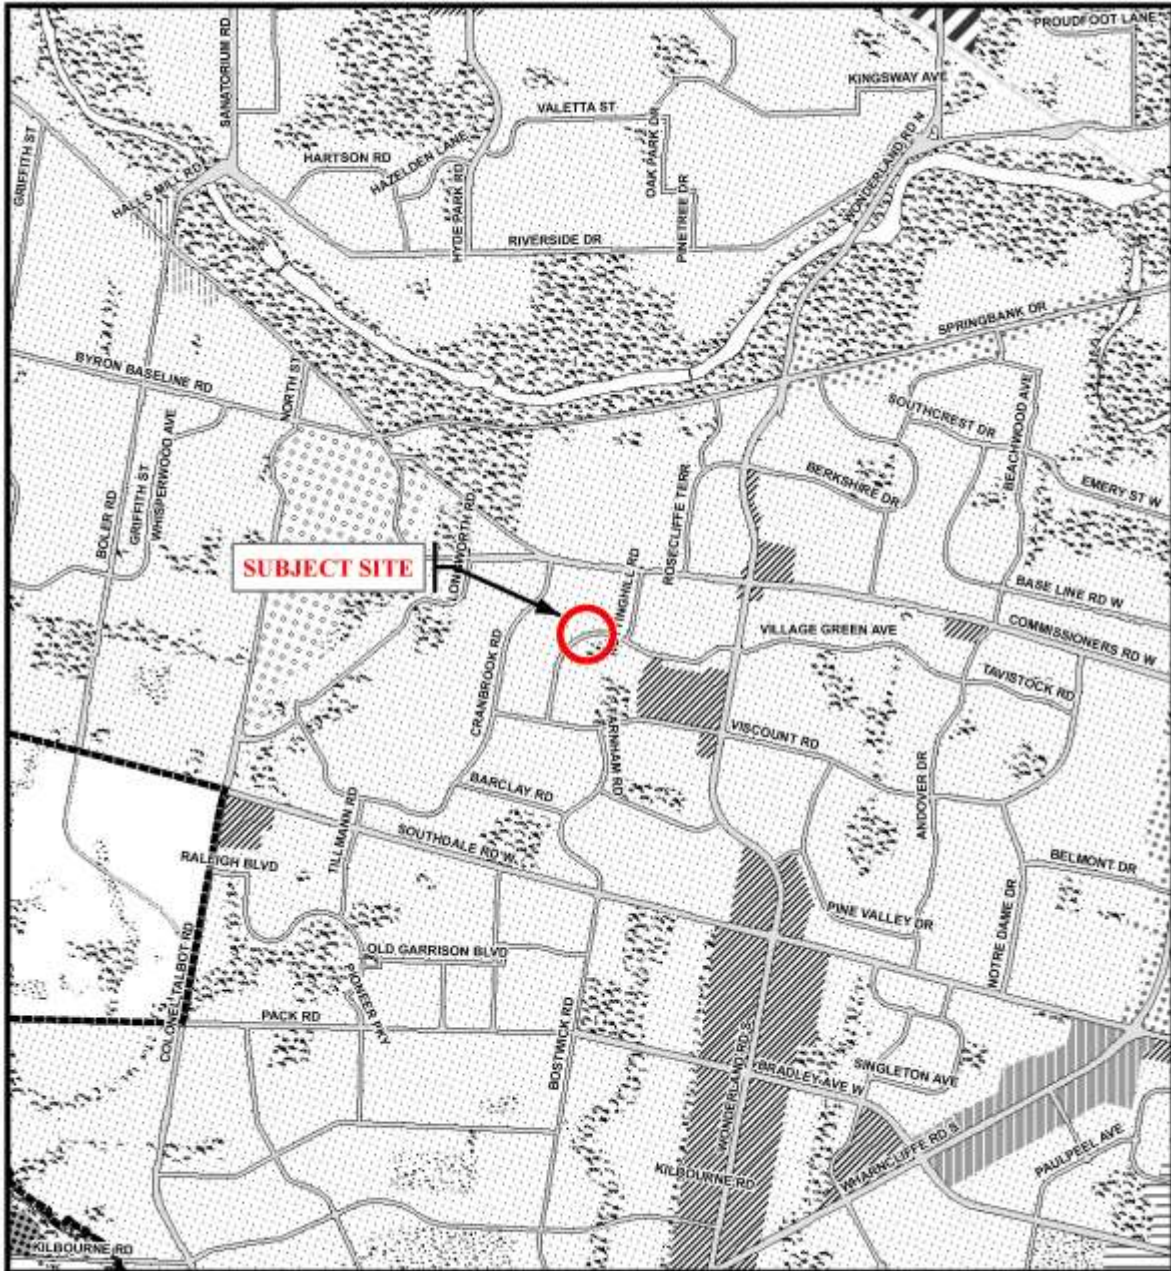 PROUDFOOT LANE
SANATORIUM RD
KINGSWAY AVE
VALETTA ST
OAK PARK DR
GRIFFITH ST
HARTSON RD
HAZELDEN LANE
WONDERLAND RD N
HALLS MILL RD
HYDE PARK RD
PINETREE DR
RIVERSIDE DR
SPRINGBANK DR
BYRON BASELINE RD
NORTH ST
SOUTHCREST DR
BEACHWOOD AVE
WHISPERWOOD AVE
GRIFFITH ST
BERKSHIRE DR
EMERY ST W
ROSECLIFFE TERR
BOLER RD
SUBJECT SITE
BASE LINE RD W
COMMISSIONERS RD W
VILLAGE GREEN AVE
CRANBROOK RD
TAVISTOCK RD
VISCOUNT RD
BARCLAY RD
ANDOVER DR
TILLMANN RD
SOUTHDALE RD W
RALEIGH BLVD
BELMONT DR
PINE VALLEY DR
NOTRE DAME DR
OLD GARRISON BLVD
COLONEL TALBOT RD
PIONEER PKY
PACK RD
BOSTWICK RD
WONDERLAND RD S
BRADLEY AVE W
SINGLETON AVE
WHARNCLIFFE RD S
PAULPEEL AVE
KILBOURNE RD
KILBOURNE RD